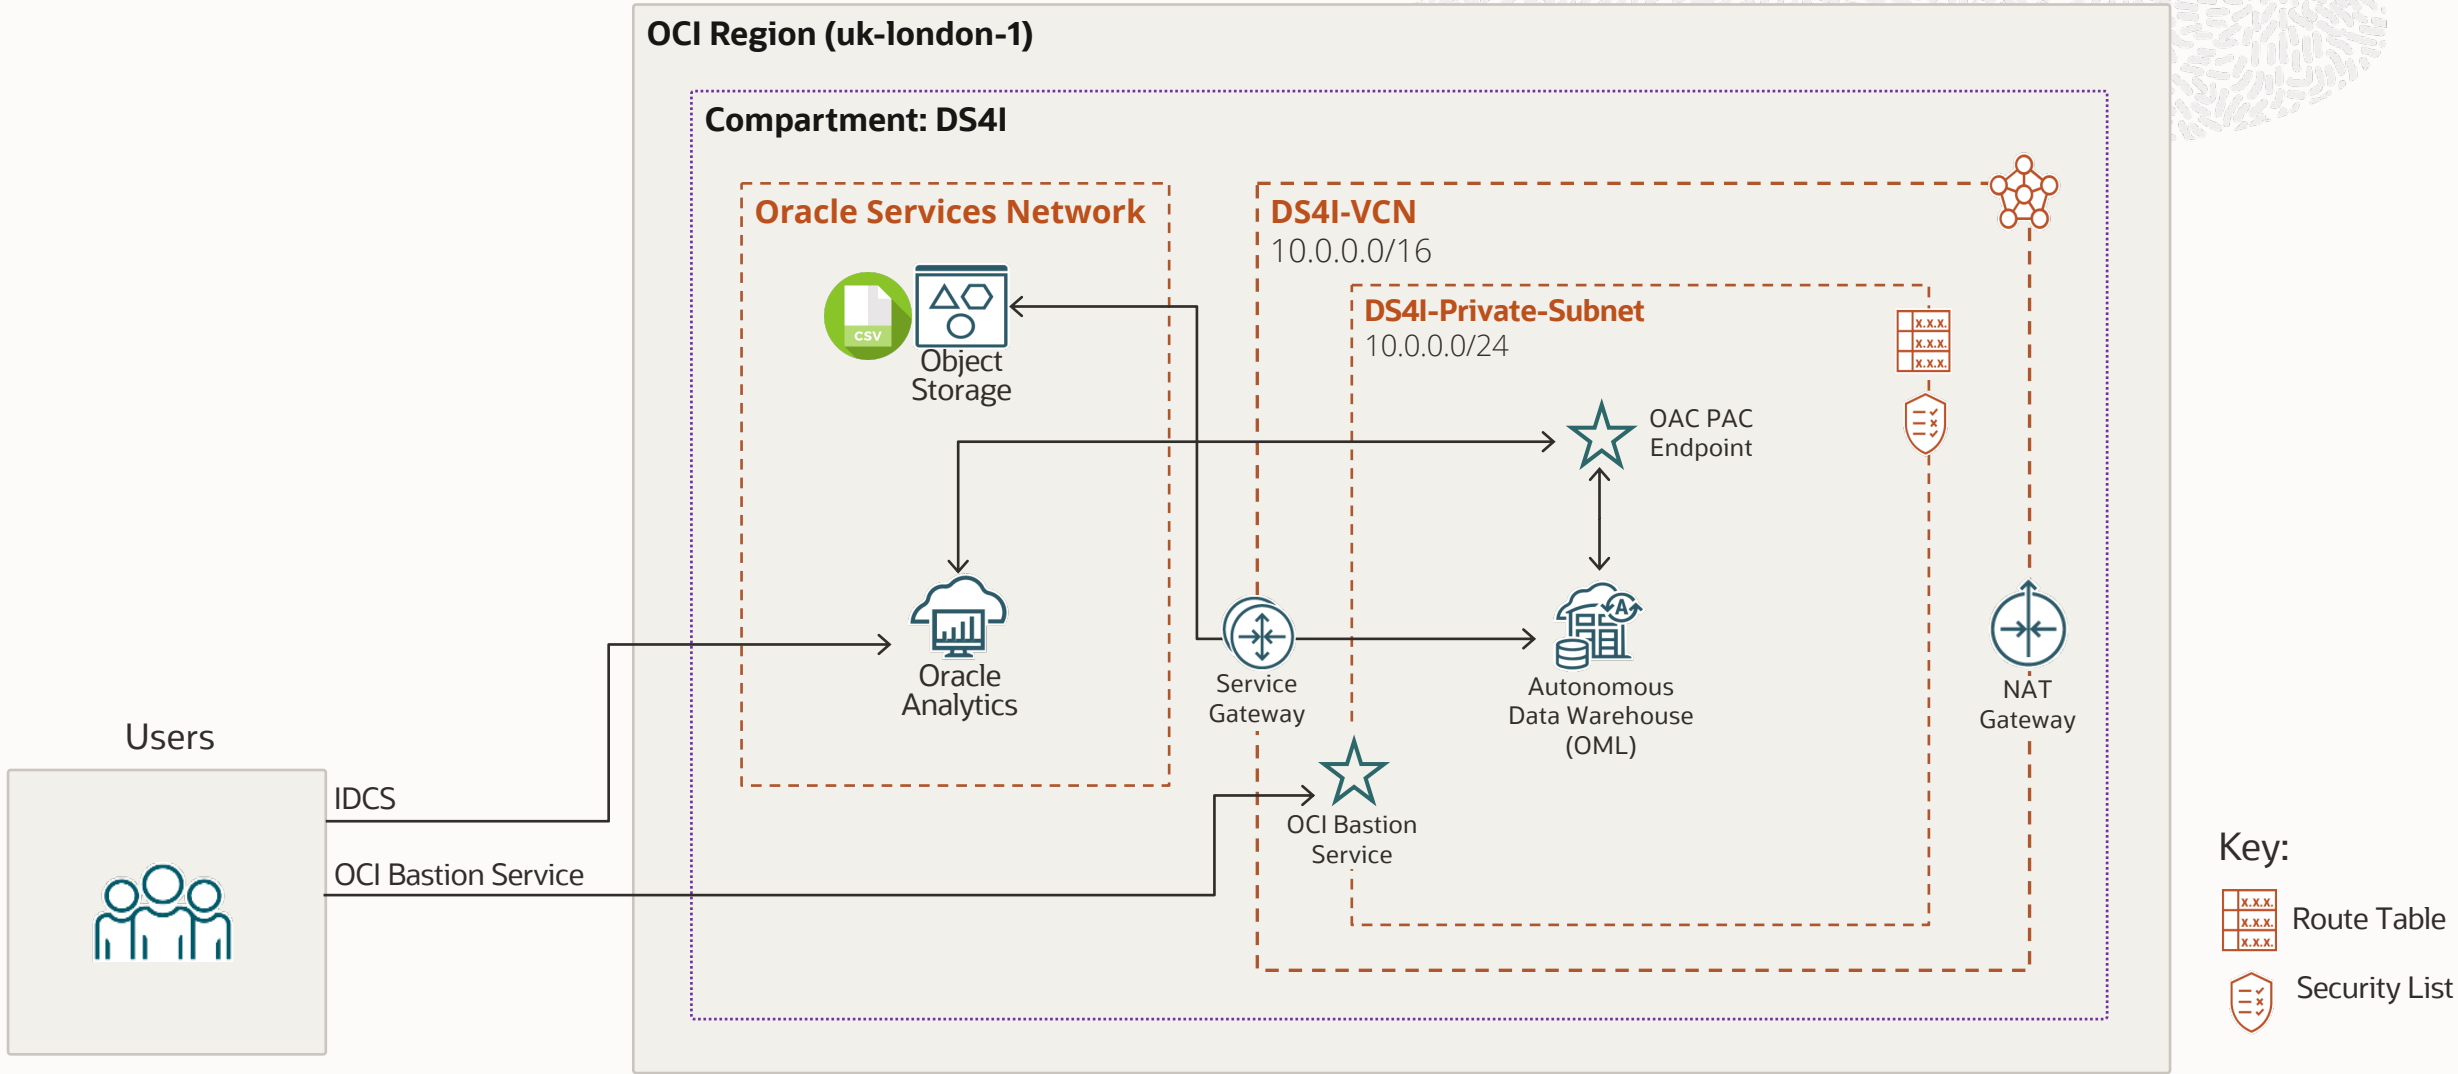 OCI Region (uk-london-1)
Compartment: DS4I
Oracle Services Network
CSV
Object
Storage
Oracle
Analytics
DS4I-VCN
10.0.0.0/16
DS4I-Private-Subnet
10.0.0.0/24
x.x.x.
x.x.x.
x.x.x.
OAC PAC
Endpoint
A
Autonomous
Data Warehouse
(OML)
Service
Gateway
NAT
Gateway
OCI Bastion
Service
Users
IDCS
OCI Bastion Service
Key:
x.x.x.
x.x.x.
x.x.x.
Route Table
Security List